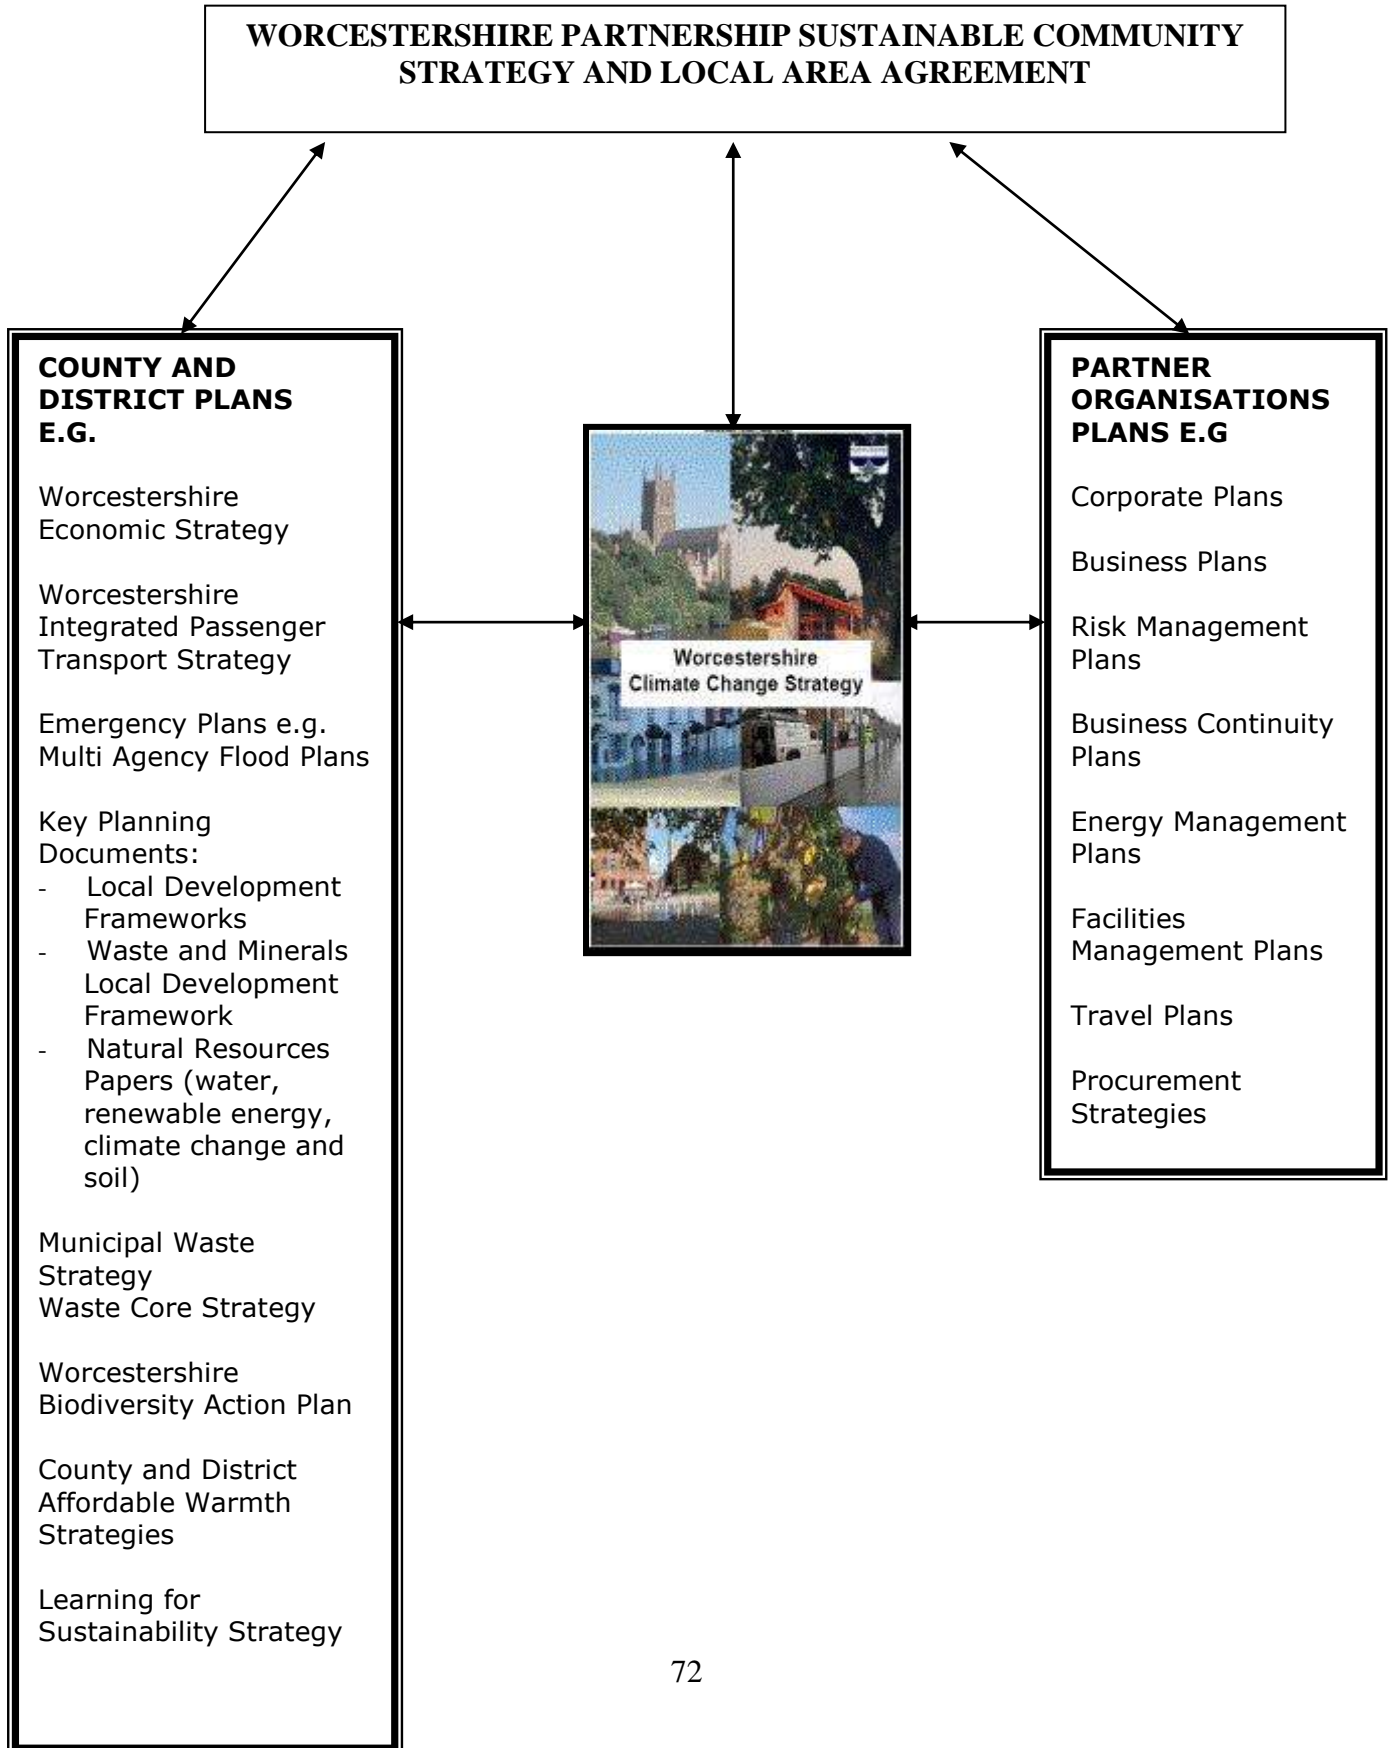 WORCESTERSHIRE PARTNERSHIP SUSTAINABLE COMMUNITY
STRATEGY AND LOCAL AREA AGREEMENT
COUNTY AND
DISTRICT PLANS
E.G.
Worcestershire
Economic Strategy
Worcestershire
Integrated Passenger
Transport Strategy
Emergency Plans e.g.
Multi Agency Flood Plans
Key Planning
Documents:
- Local Development
Frameworks
- Waste and Minerals
Local Development
Framework
- Natural Resources
Papers (water,
renewable energy,
climate change and
soil)
Municipal Waste
Strategy
Waste Core Strategy
Worcestershire
Biodiversity Action Plan
County and District
Affordable Warmth
Strategies
Learning for
Sustainability Strategy
Worcestershire
Climate Change Strategy
PARTNER
ORGANISATIONS
PLANS E.G
Corporate Plans
Business Plans
Risk Management
Plans
Business Continuity
Plans
Energy Management
Plans
Facilities
Management Plans
Travel Plans
Procurement
Strategies
72